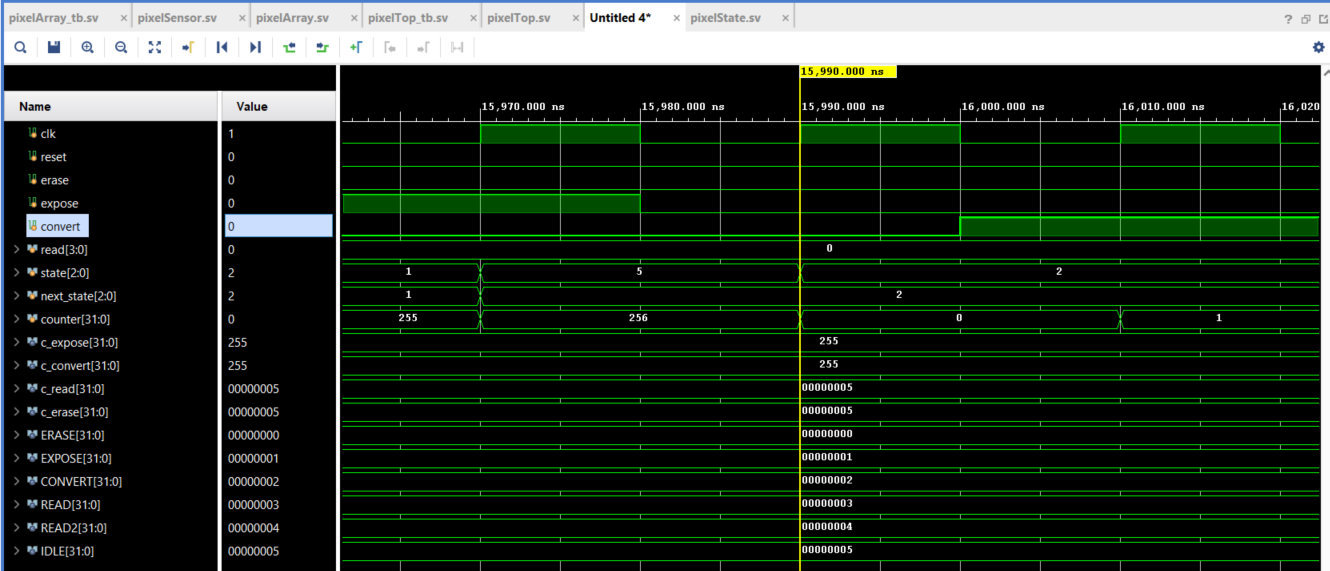 pixelArray_tb.sv × pixelSensor.sv × pixelArray.sv × pixelTop_tb.sv × pixelTop.sv × Untitled 4* × pixelState.sv ×
?
15,990.000 ns
Name Value 15,970.000 ns 15,980.000 ns 15,990.000 ns 16,000.000 ns 16,010.000 ns 16,020
clk 1
reset 0
erase 0
expose 0
convert 0
read[3:0] 0 0
state[2:0] 2 1 5 2
next_state[2:0] 2 1 2
counter[31:0] 0 255 256 0 1
c_expose[31:0] 255 255
c_convert[31:0] 255 255
c_read[31:0] 00000005 00000005
c_erase[31:0] 00000005 00000005
ERASE[31:0] 00000000 00000000
EXPOSE[31:0] 00000001 00000001
CONVERT[31:0] 00000002 00000002
READ[31:0] 00000003 00000003
READ2[31:0] 00000004 00000004
IDLE[31:0] 00000005 00000005